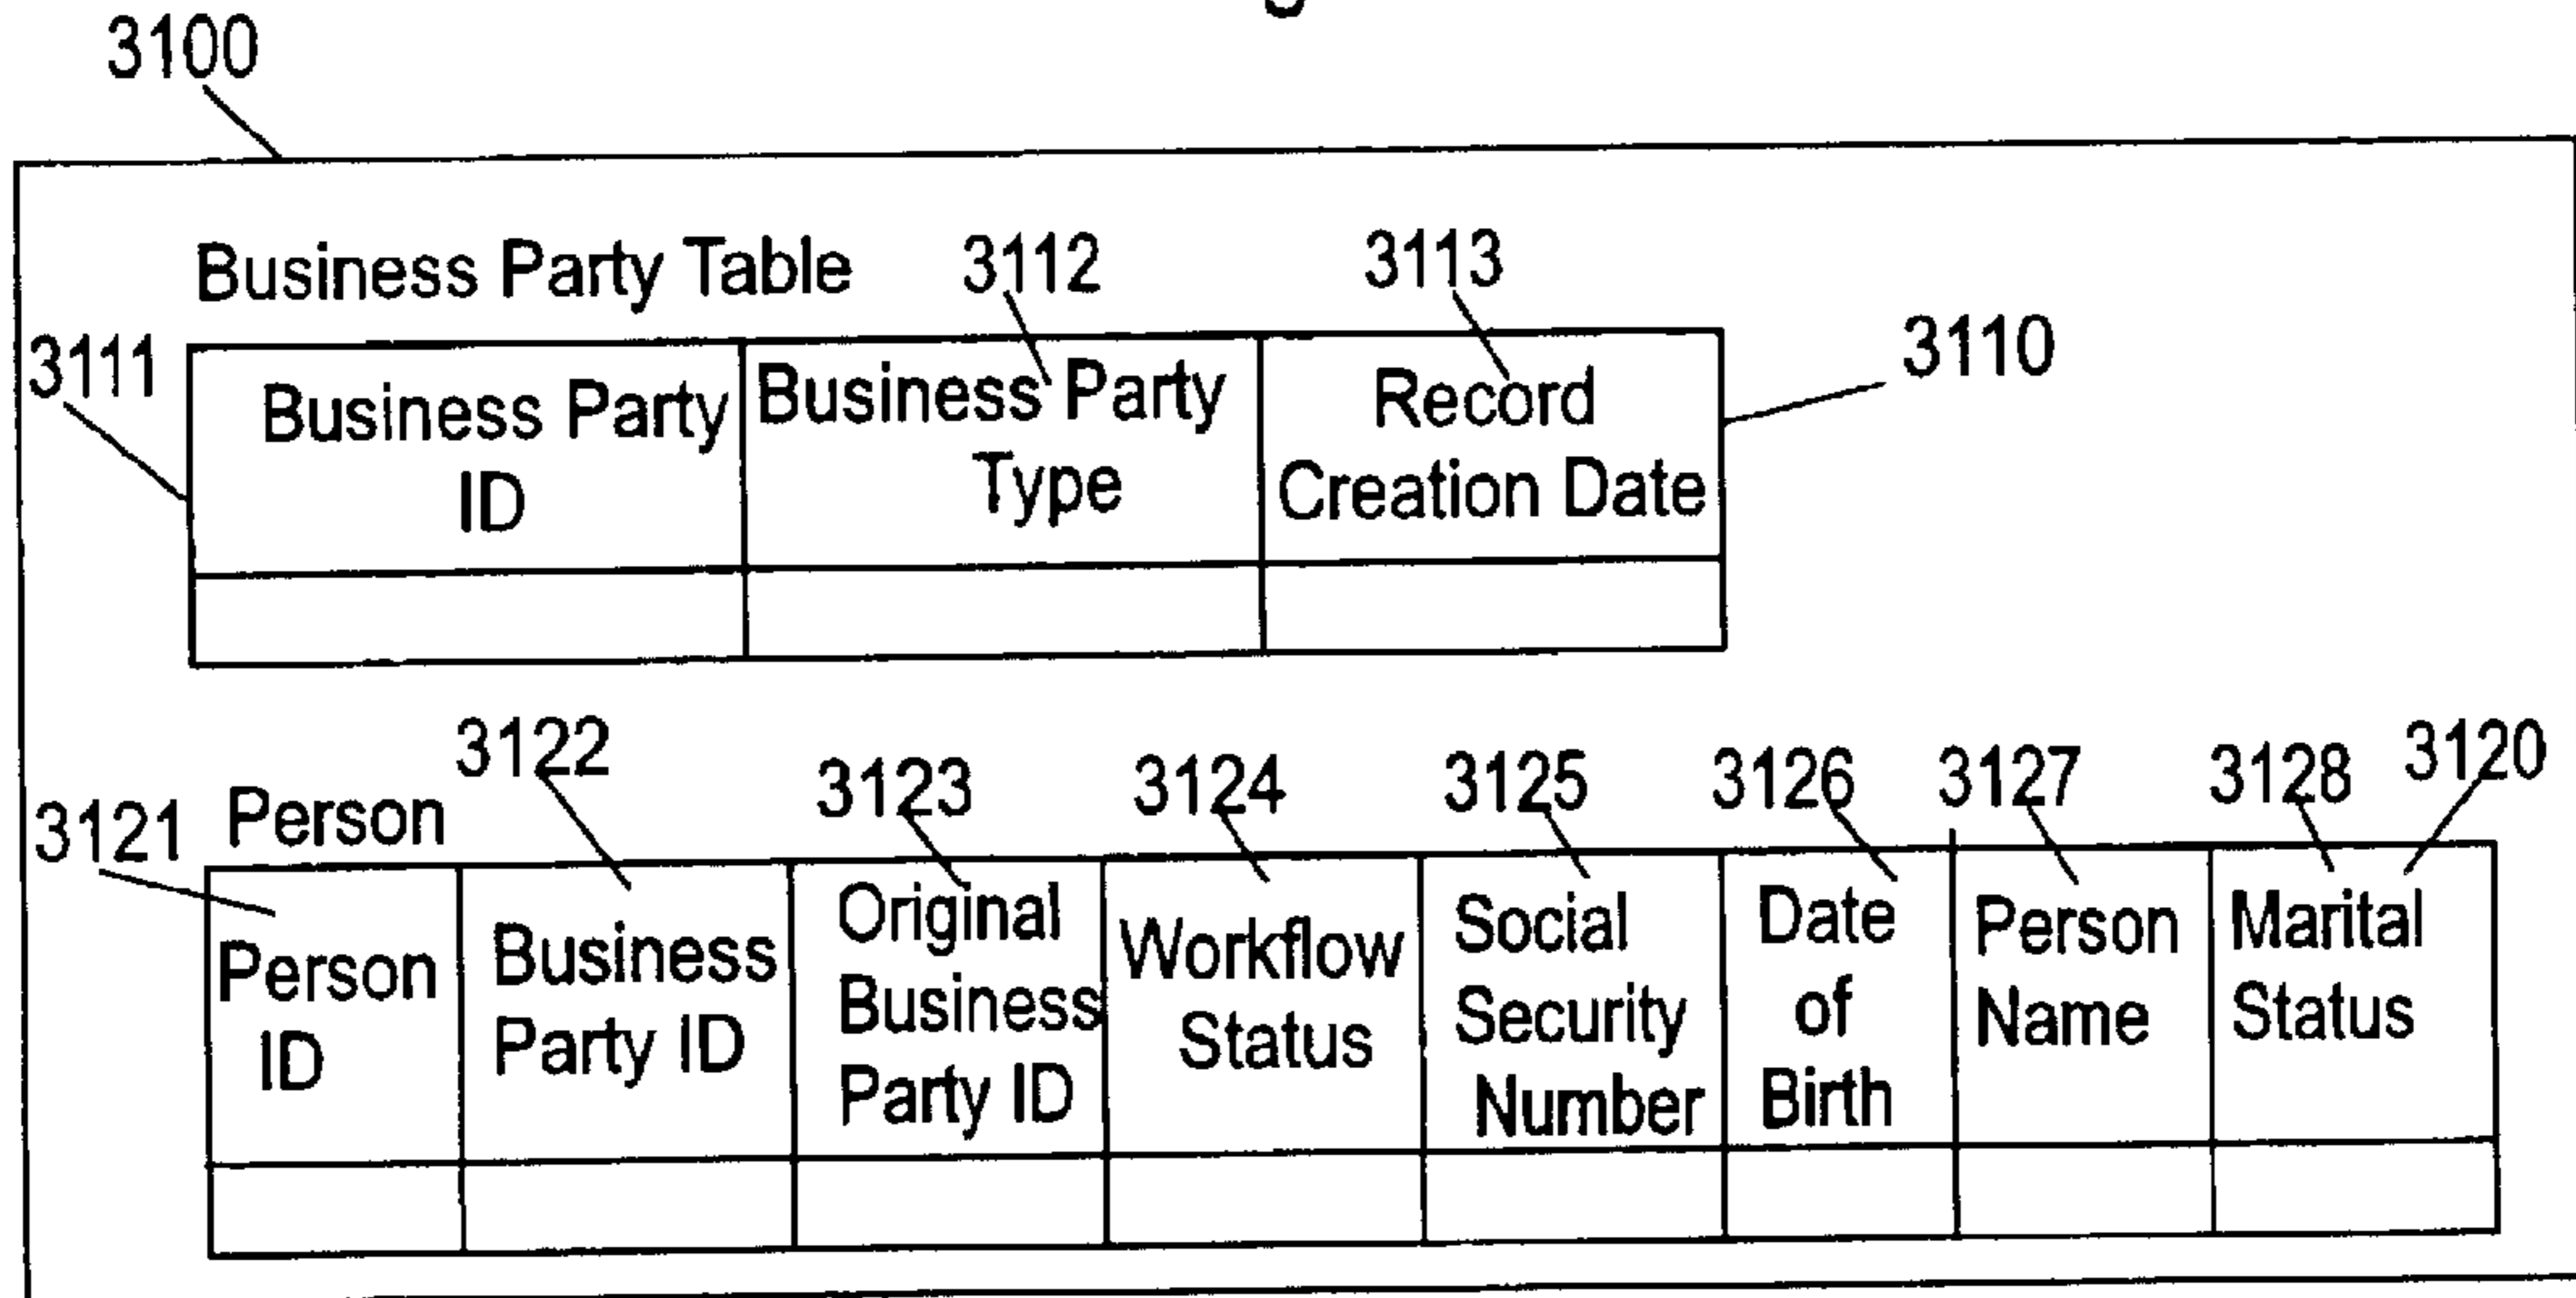 3100
Business Party Table 3112 3113
3111 3110
Business Party
ID
Business Party
Type
Record
Creation Date
3122 3123 3124 3125 3126 3127 3128 3120
3121 Person
Person
ID
Business
Party ID
Original
Business
Party ID
Workflow
Status
Social
Security
Number
Date
of
Birth
Person
Name
Marital
Status